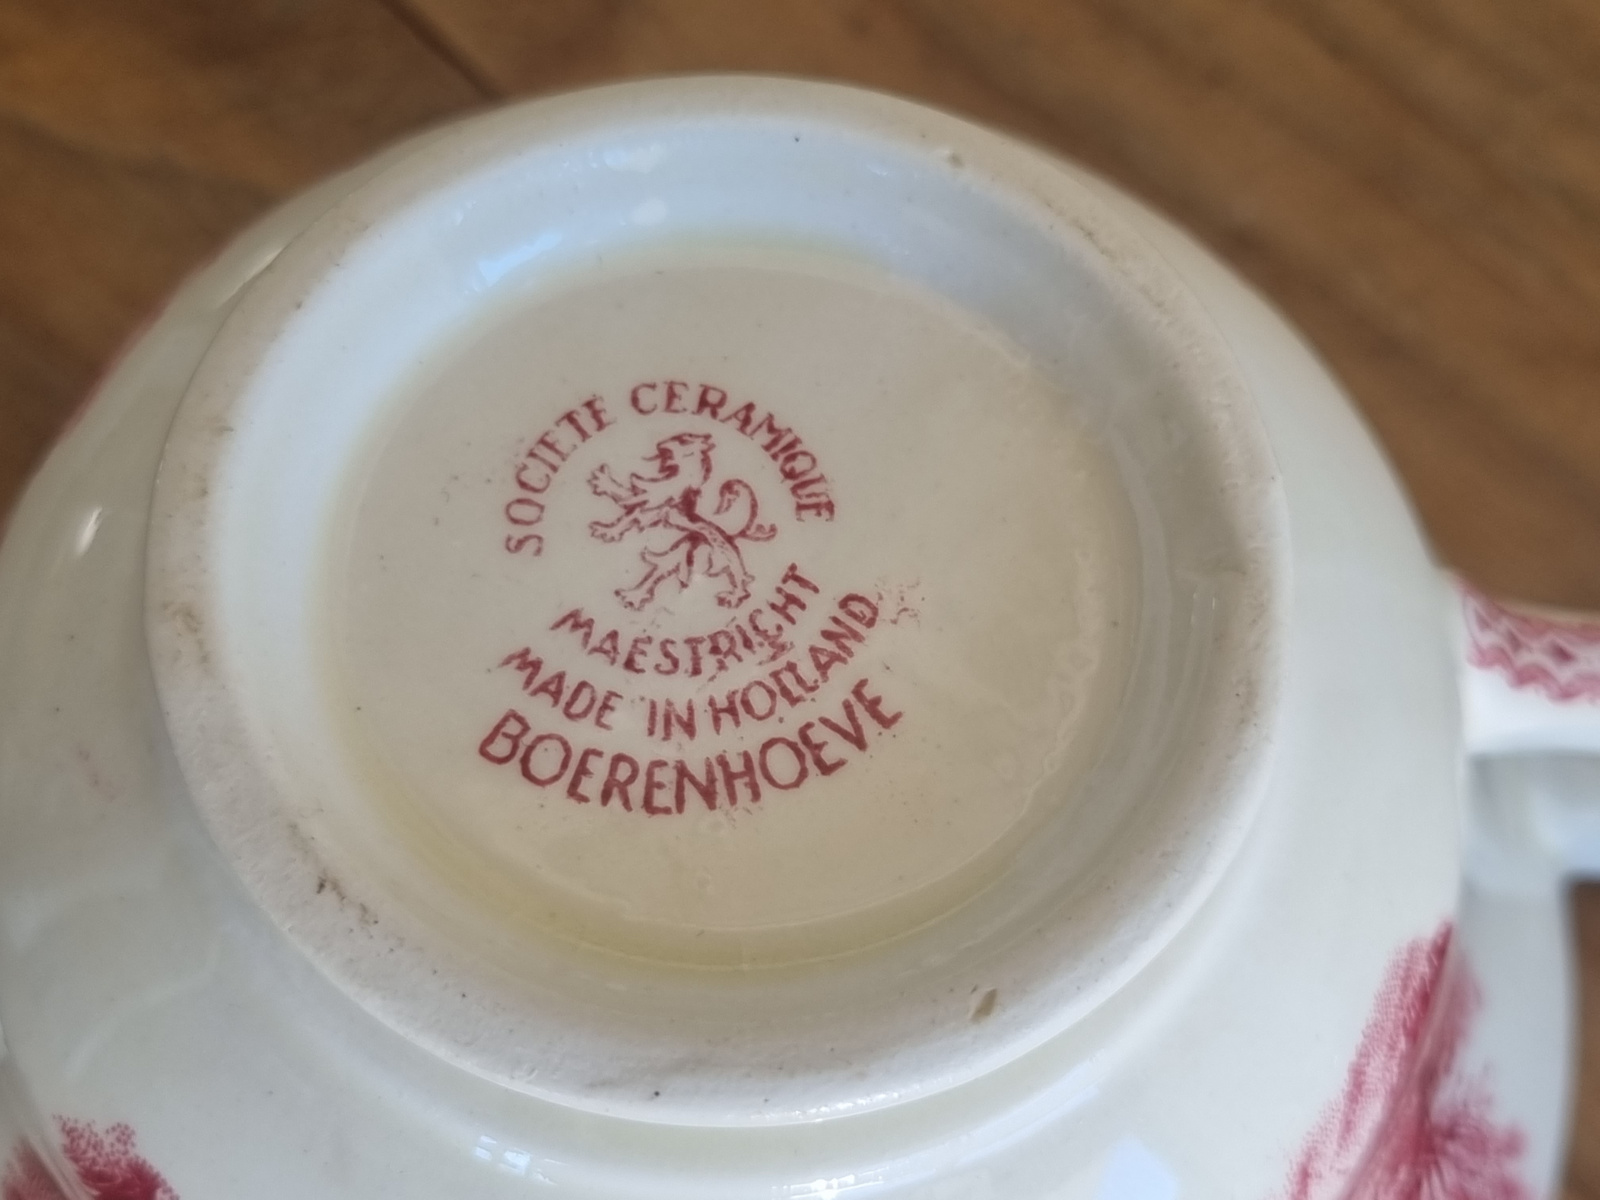 SOCIETE CERAMIQUE
MAESTRICHT
MADE IN HOLLAND
BOERENHOEVE